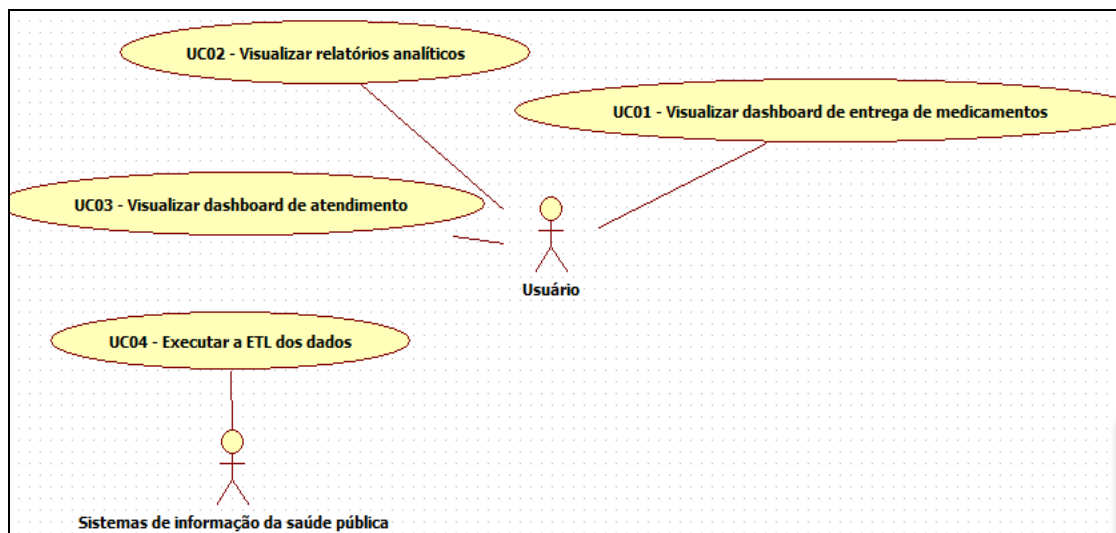 UC02 - Visualizar relatórios analíticos
UC01 - Visualizar dashboard de entrega de medicamentos
UC03 - Visualizar dashboard de atendimento
Usuário
UC04 - Executar a ETL dos dados
Sistemas de informação da saúde pública